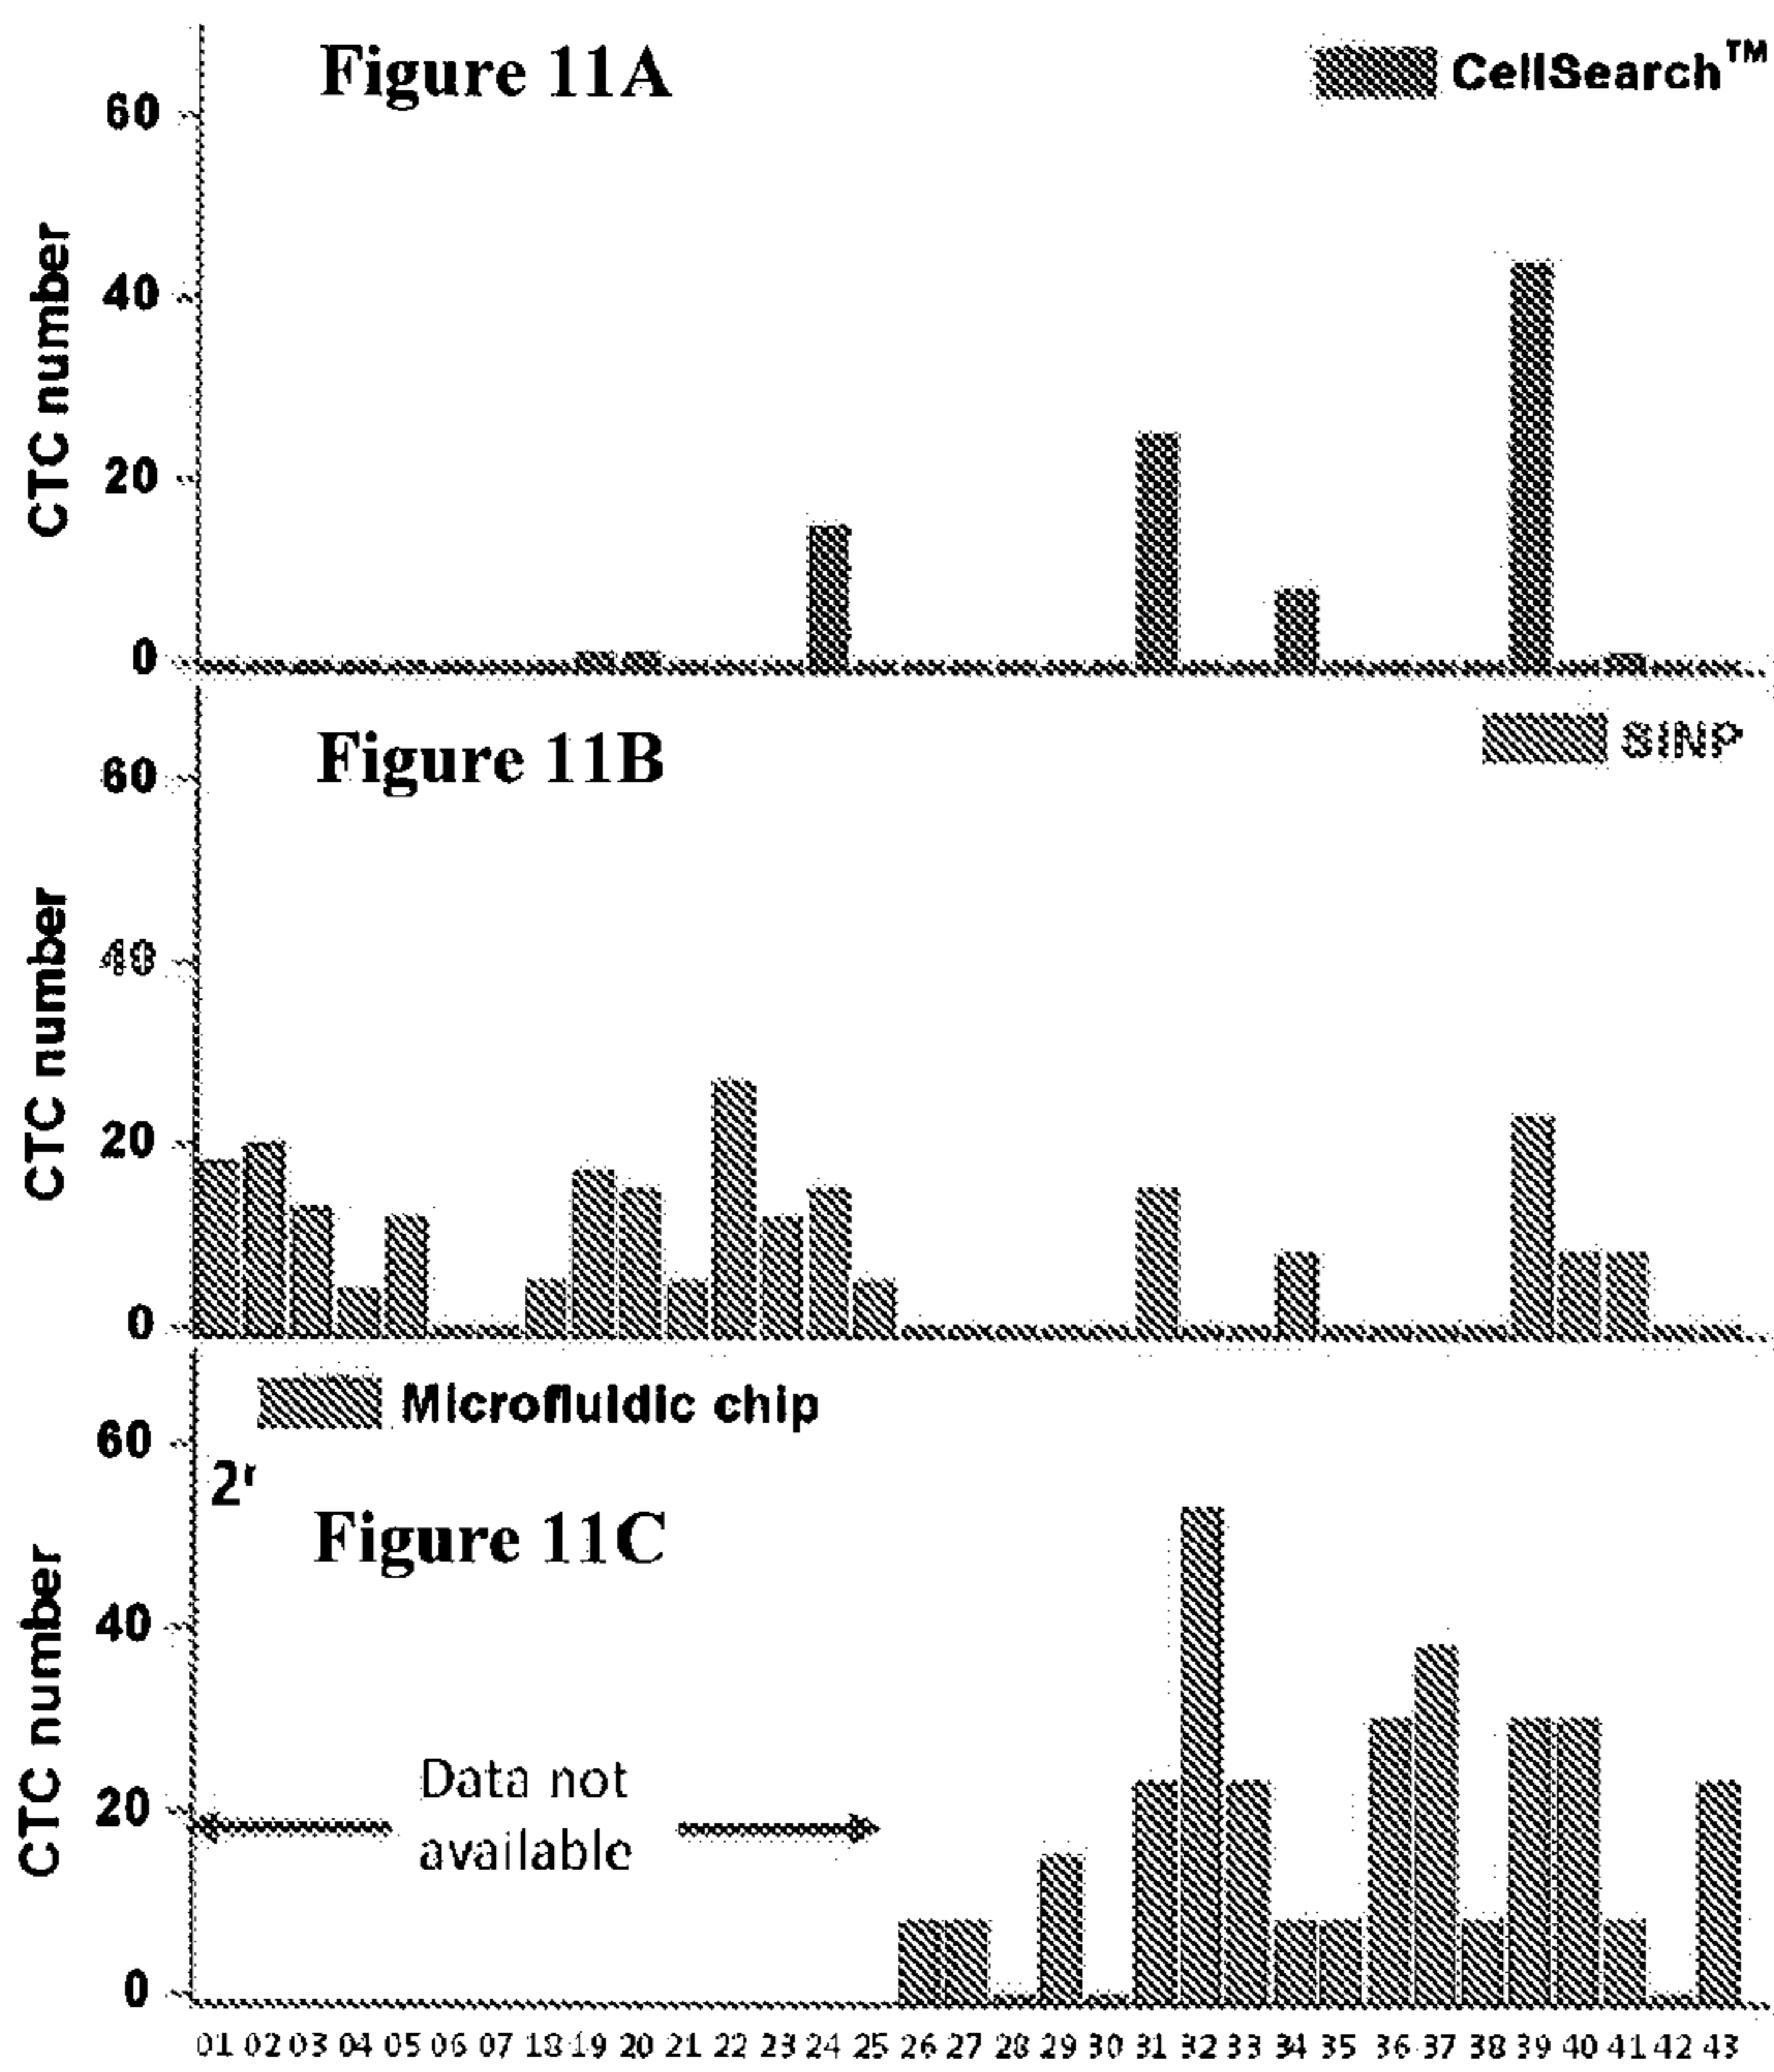 Figure 11A
CellSearch™
60
40
20
0
CTC number
Figure 11B
SINP
60
40
20
0
CTC number
Microfluidic chip
60
Figure 11C
40
20
0
CTC number
Data not
available
01 02 03 04 05 06 07 18 19 20 21 22 23 24 25 26 27 28 29 30 31 32 33 34 35 36 37 38 39 40 41 42 43